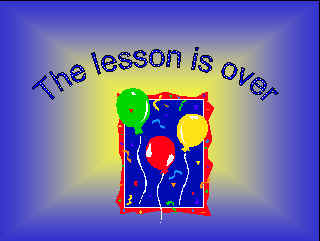 The lesson is over